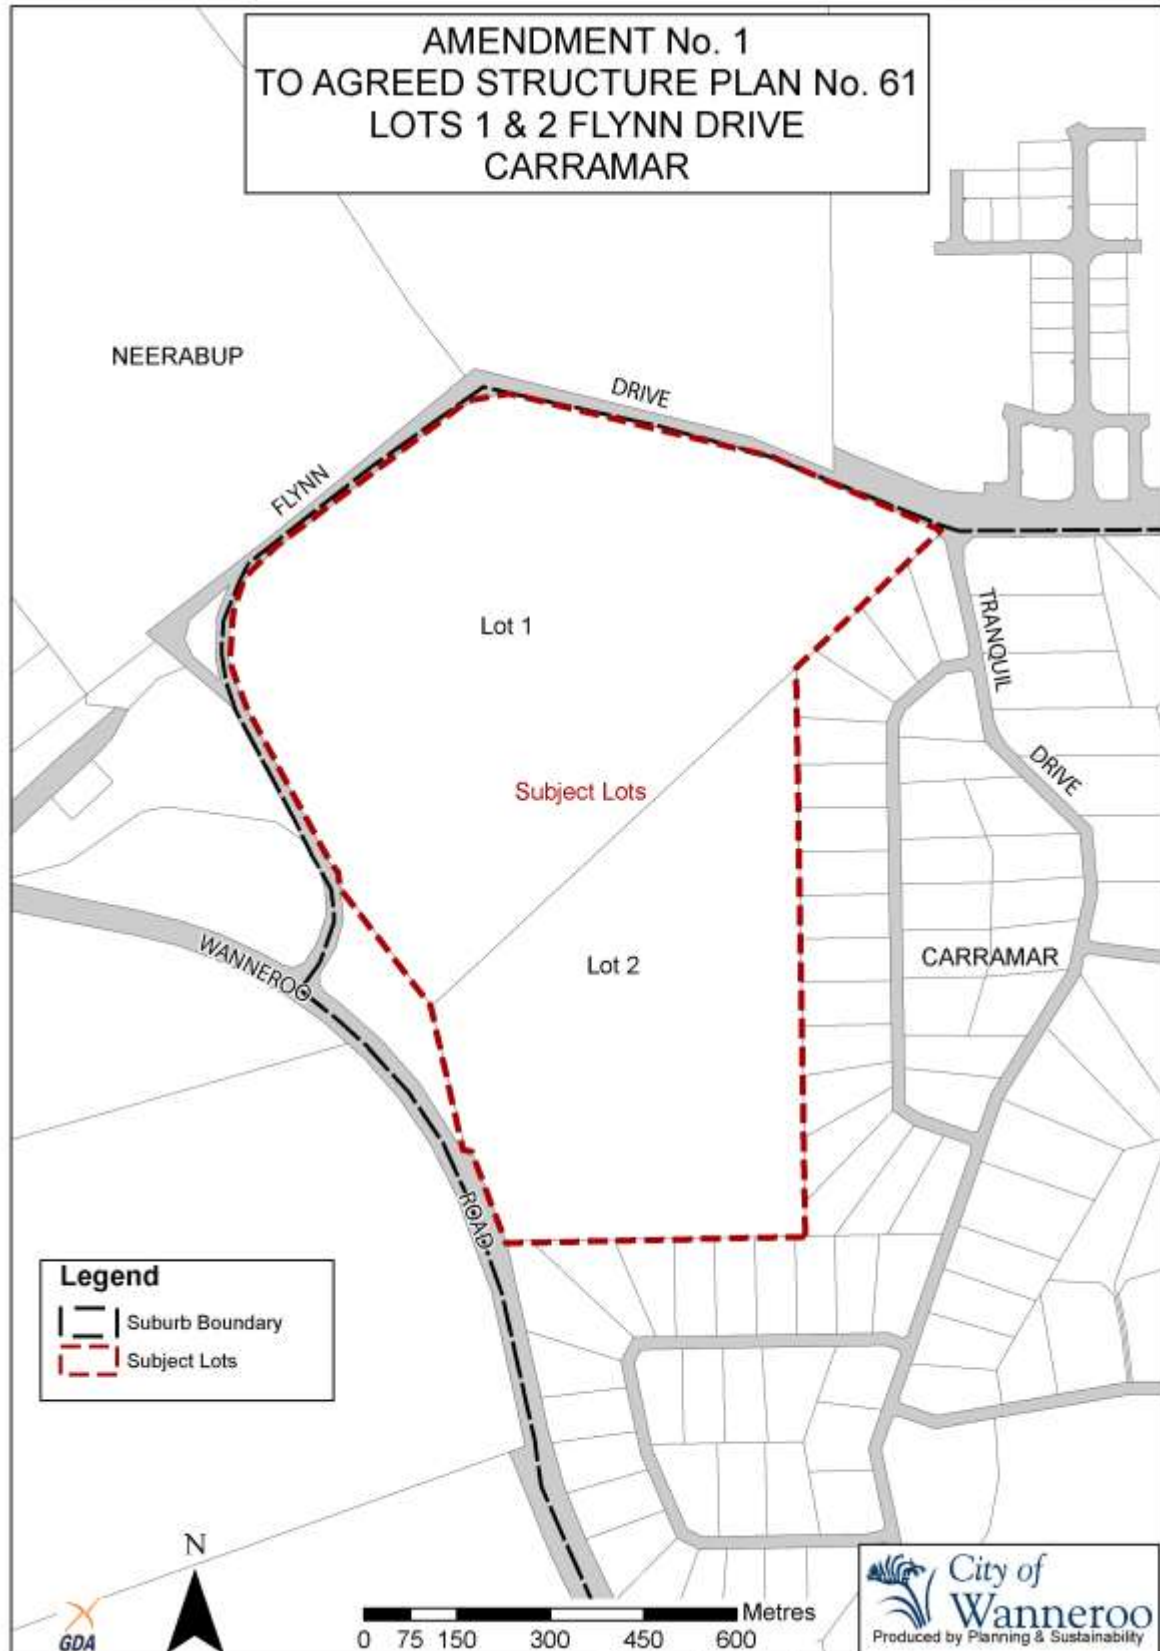 AMENDMENT No. 1
TO AGREED STRUCTURE PLAN No. 61
LOTS 1 & 2 FLYNN DRIVE
CARRAMAR
NEERABUP
DRIVE
FLYNN
Lot 1
TRANQUIL
DRIVE
Subject Lots
WANNEROO
CARRAMAR
Lot 2
ROAD
Legend
Suburb Boundary
Subject Lots
N
GDA
Metres
0 75 150 300 450 600
City of
Wanneroo
Produced by Planning & Sustainability